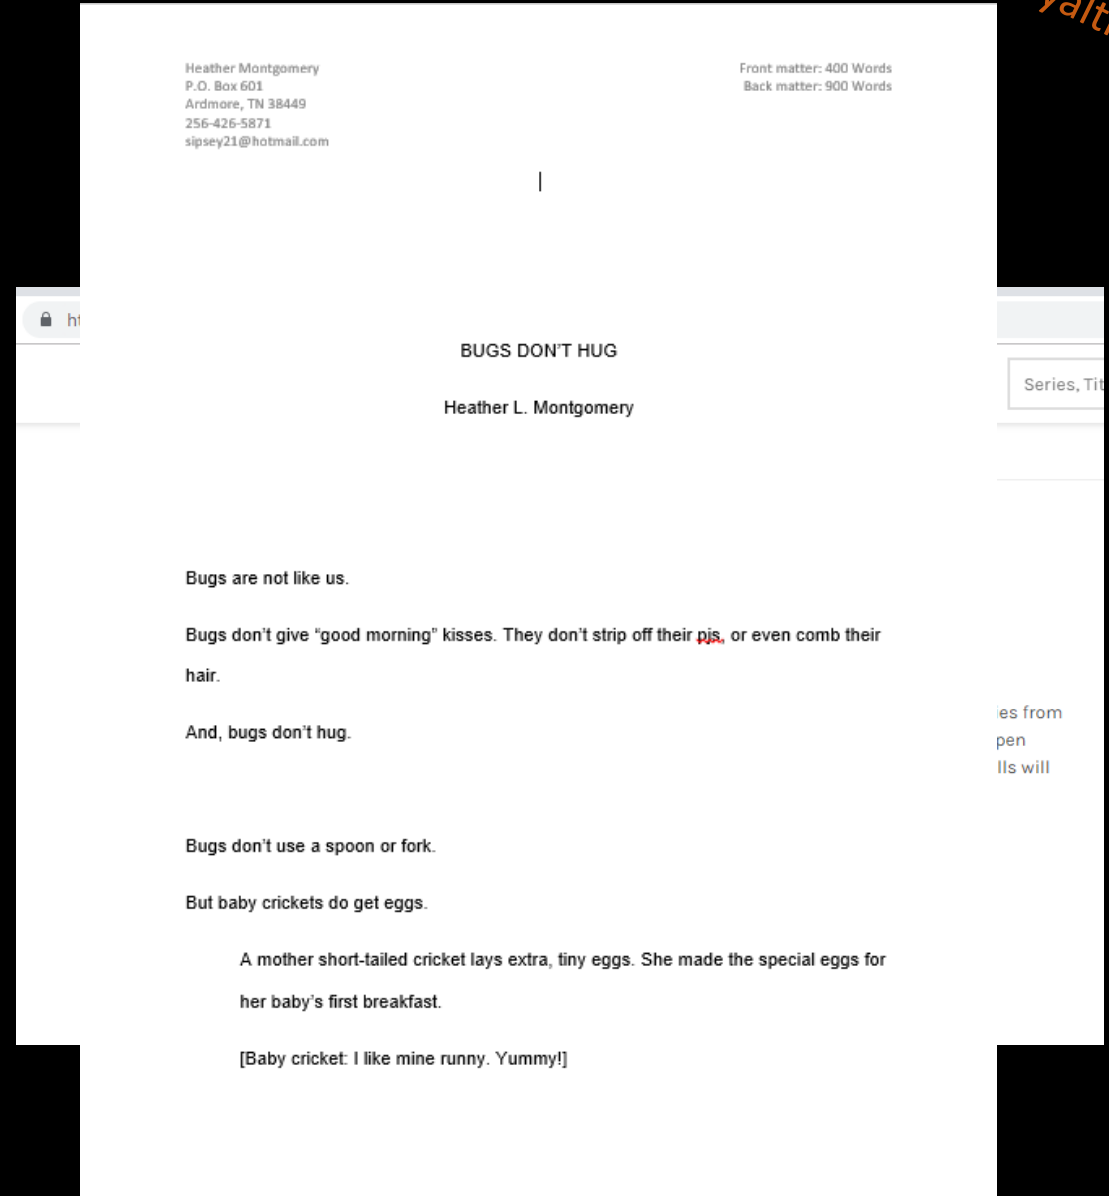 Heather Montgomery
P.O. Box 601
Ardmore, TN 38449
256-426-5871
sipsey21@hotmail.com
Front matter: 400 Words
Back matter: 900 Words
BUGS DON'T HUG
Heather L. Montgomery
Bugs are not like us.
Bugs don't give “good morning” kisses. They don't strip off their pjs, or even comb their
hair.
And, bugs don't hug.
Bugs don't use a spoon or fork.
But baby crickets do get eggs.
A mother short-tailed cricket lays extra, tiny eggs. She made the special eggs for
her baby's first breakfast.
[Baby cricket: I like mine runny. Yummy!]
Series, Tit
from
lls will